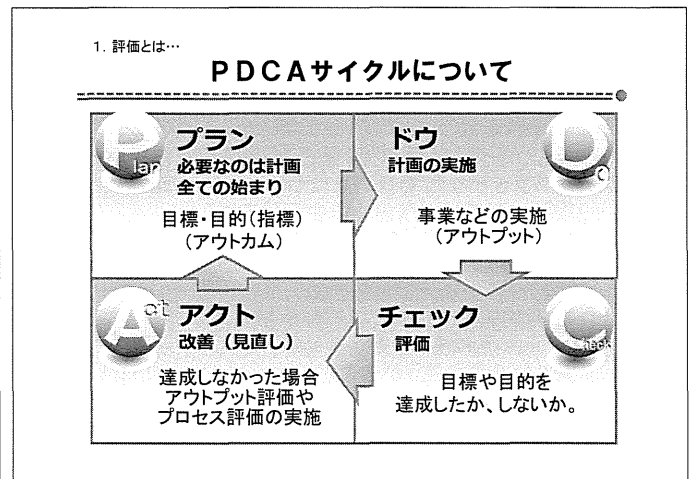 1. 評価とは…
PDCAサイクルについて
Plan
プラン
必要なのは計画
全ての始まり
目標・目的(指標)
(アウトカム)
Do
ドウ
計画の実施
事業などの実施
(アウトプット)
Act
アクト
改善（見直し）
達成しなかった場合
アウトプット評価や
プロセス評価の実施
Check
チェック
評価
目標や目的を
達成したか、しないか。